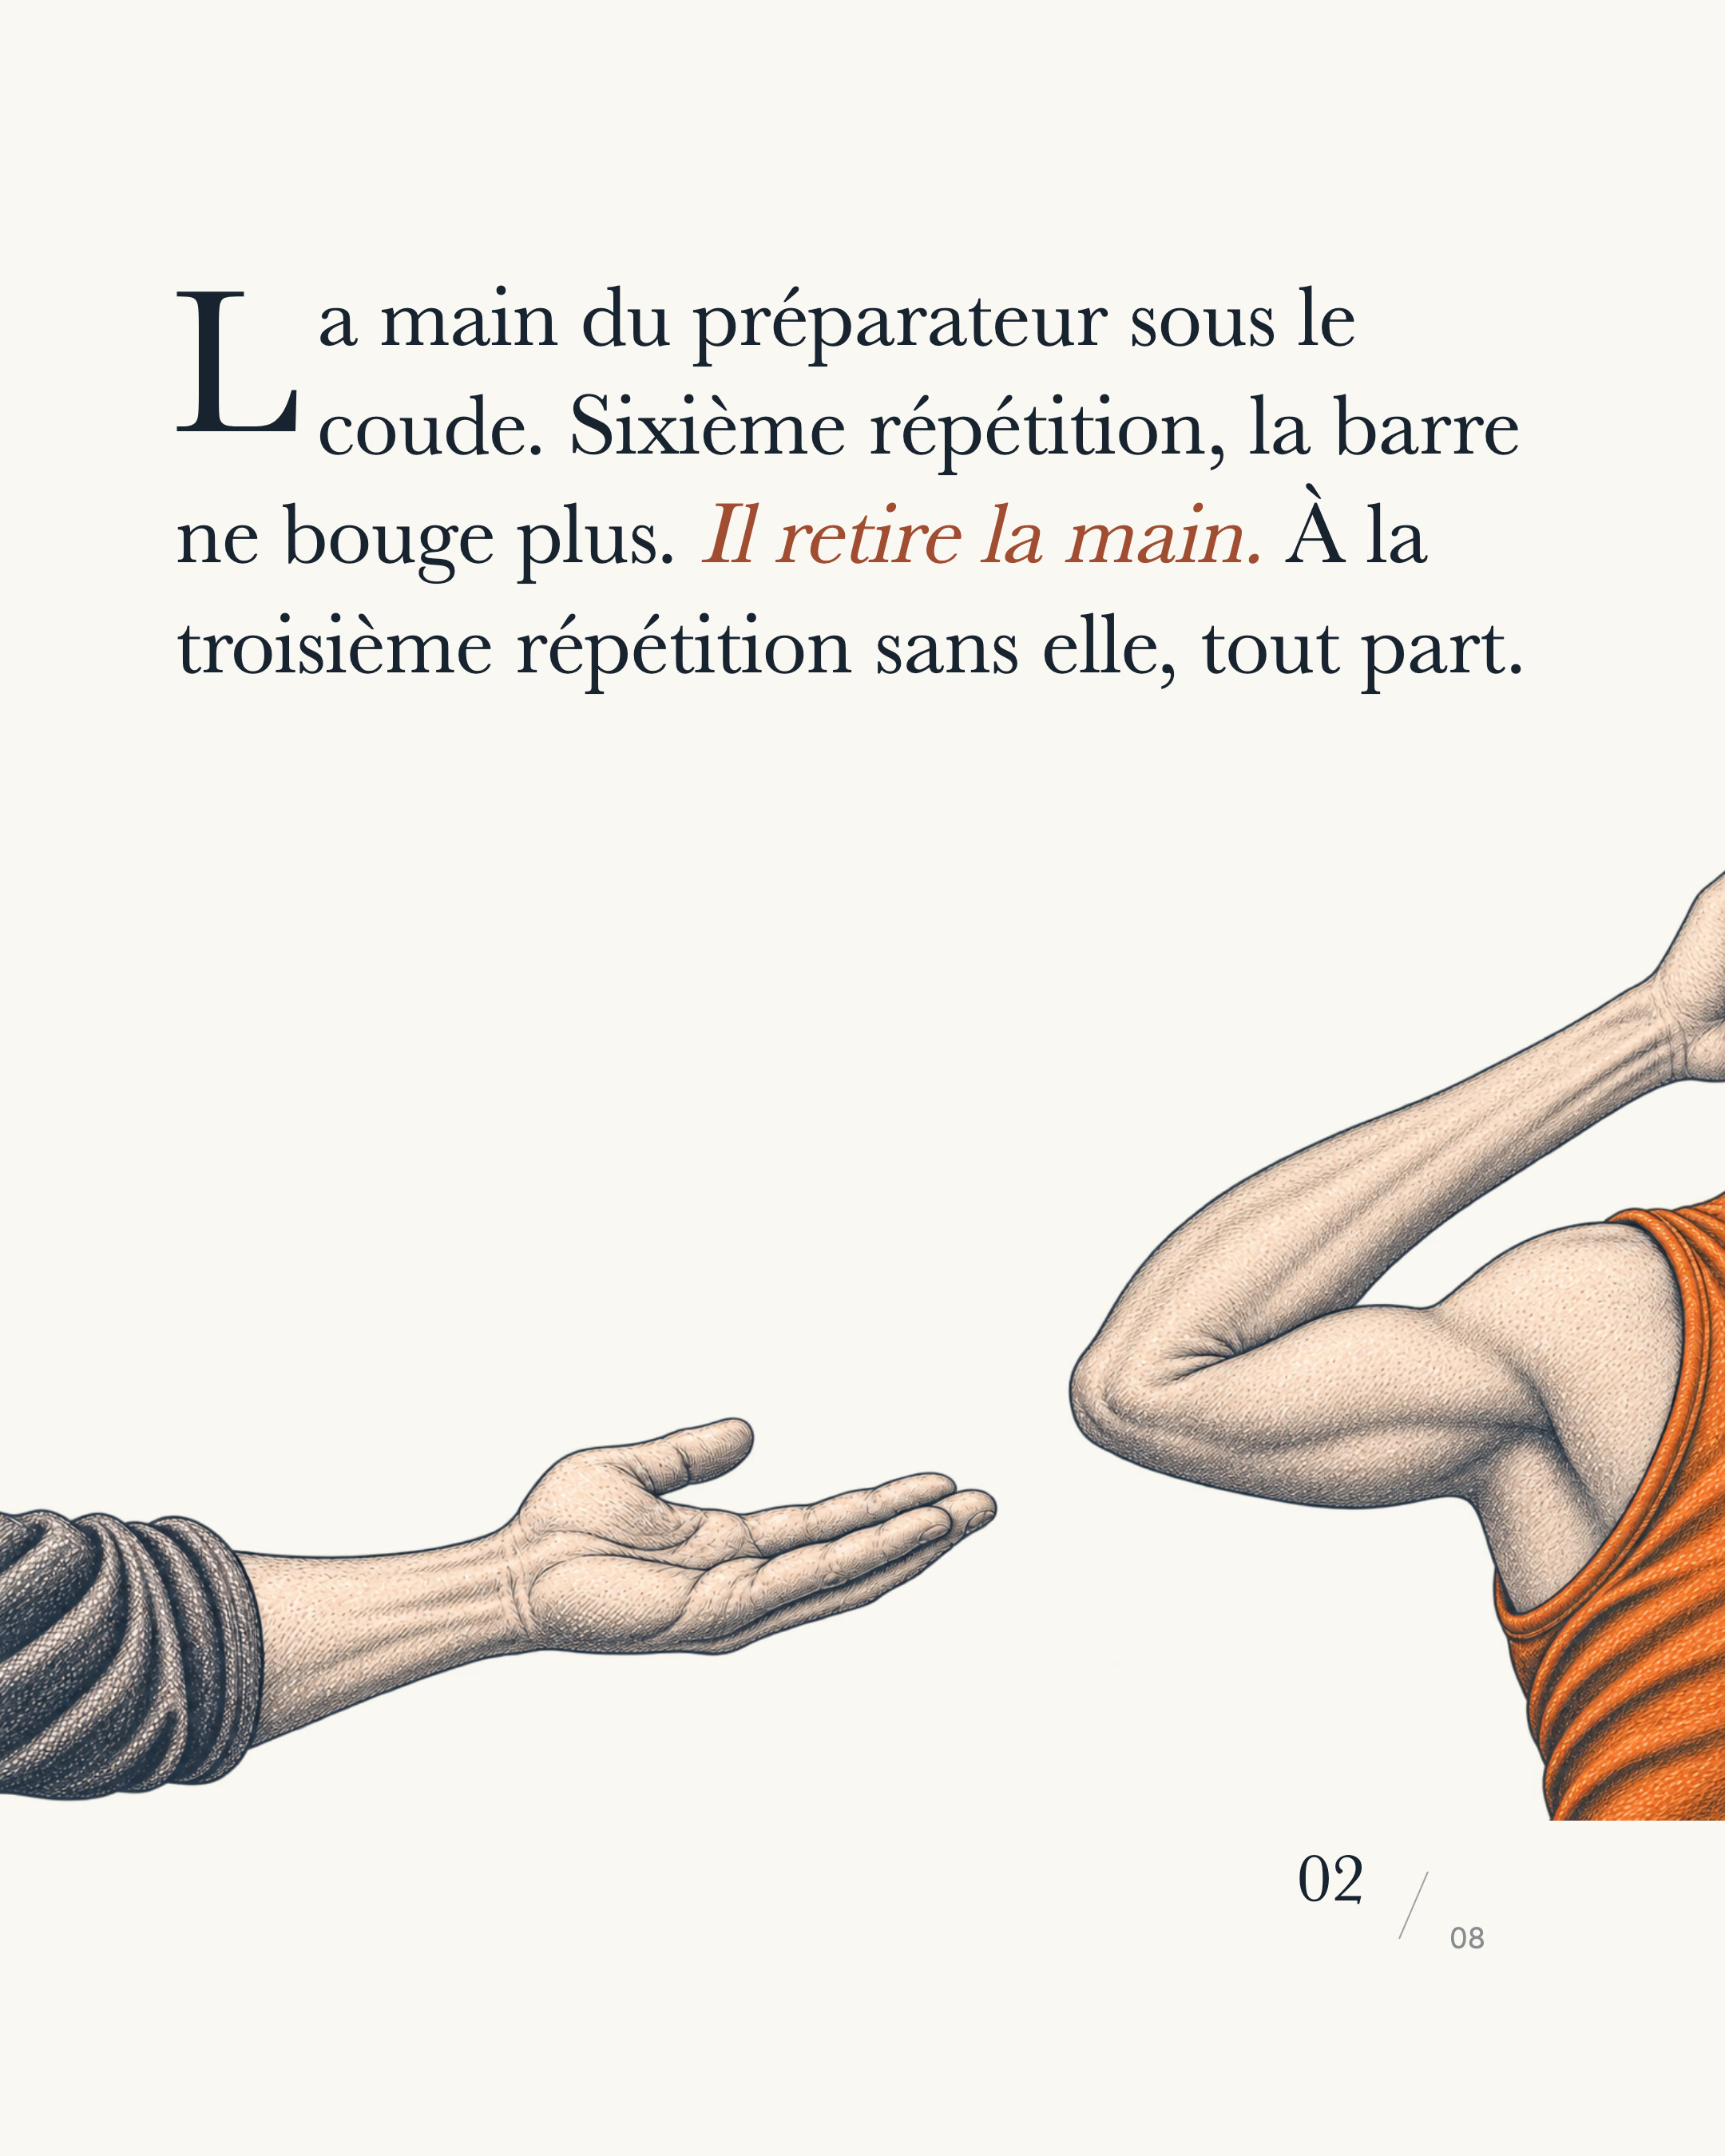 La main du préparateur sous le
coude. Sixième répétition, la barre
ne bouge plus. Il retire la main. À la
troisième répétition sans elle, tout part.
02 / 08